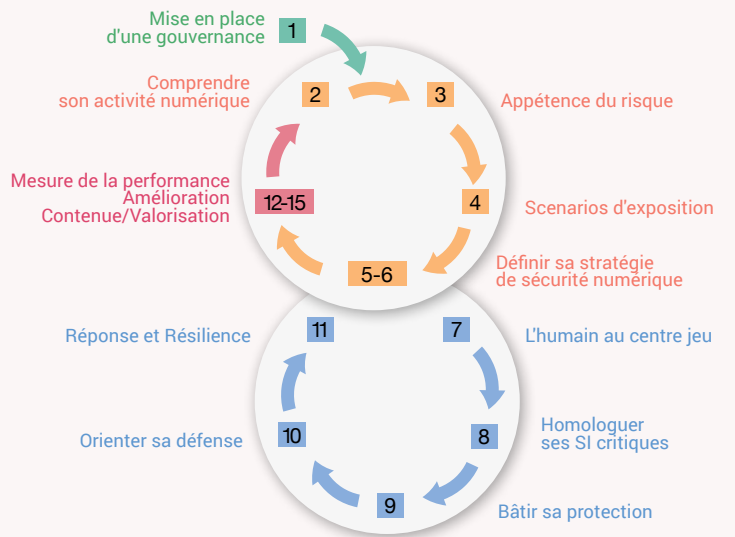 Mise en place
d'une gouvernance
1
Comprendre
son activité numérique
2
3
Appétence du risque
Mesure de la performance
Amélioration
Contenue/Valorisation
12-15
4
Scenarios d'exposition
5-6
Définir sa stratégie
de sécurité numérique
Réponse et Résilience
11
7
L'humain au centre jeu
Orienter sa défense
10
8
Homologuer
ses SI critiques
9
Bâtir sa protection